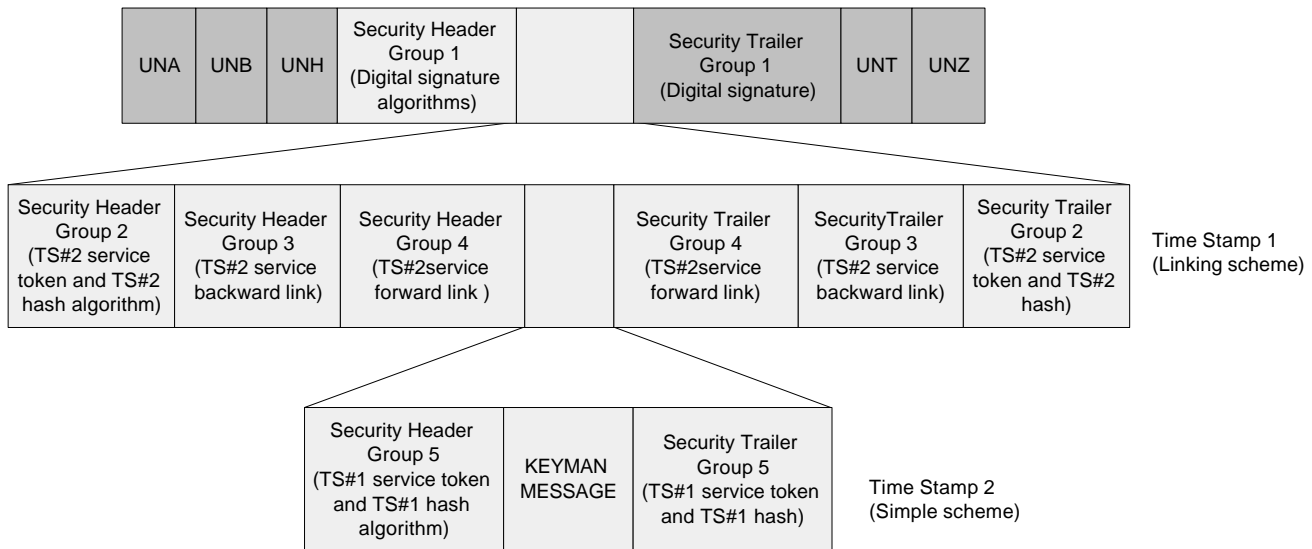 UNA
UNB
UNH
Security Header
Group 1
(Digital signature
algorithms)
Security Trailer
Group 1
(Digital signature)
UNT
UNZ
Security Header
Group 2
(TS#2 service
token and TS#2
hash algorithm)
Security Header
Group 3
(TS#2 service
backward link)
Security Header
Group 4
(TS#2service
forward link )
Security Trailer
Group 4
(TS#2service
forward link)
SecurityTrailer
Group 3
(TS#2 service
backward link)
Security Trailer
Group 2
(TS#2 service
token and TS#2
hash)
Time Stamp 1
(Linking scheme)
Security Header
Group 5
(TS#1 service token
and TS#1 hash
algorithm)
KEYMAN
MESSAGE
Security Trailer
Group 5
(TS#1 service token
and TS#1 hash)
Time Stamp 2
(Simple scheme)